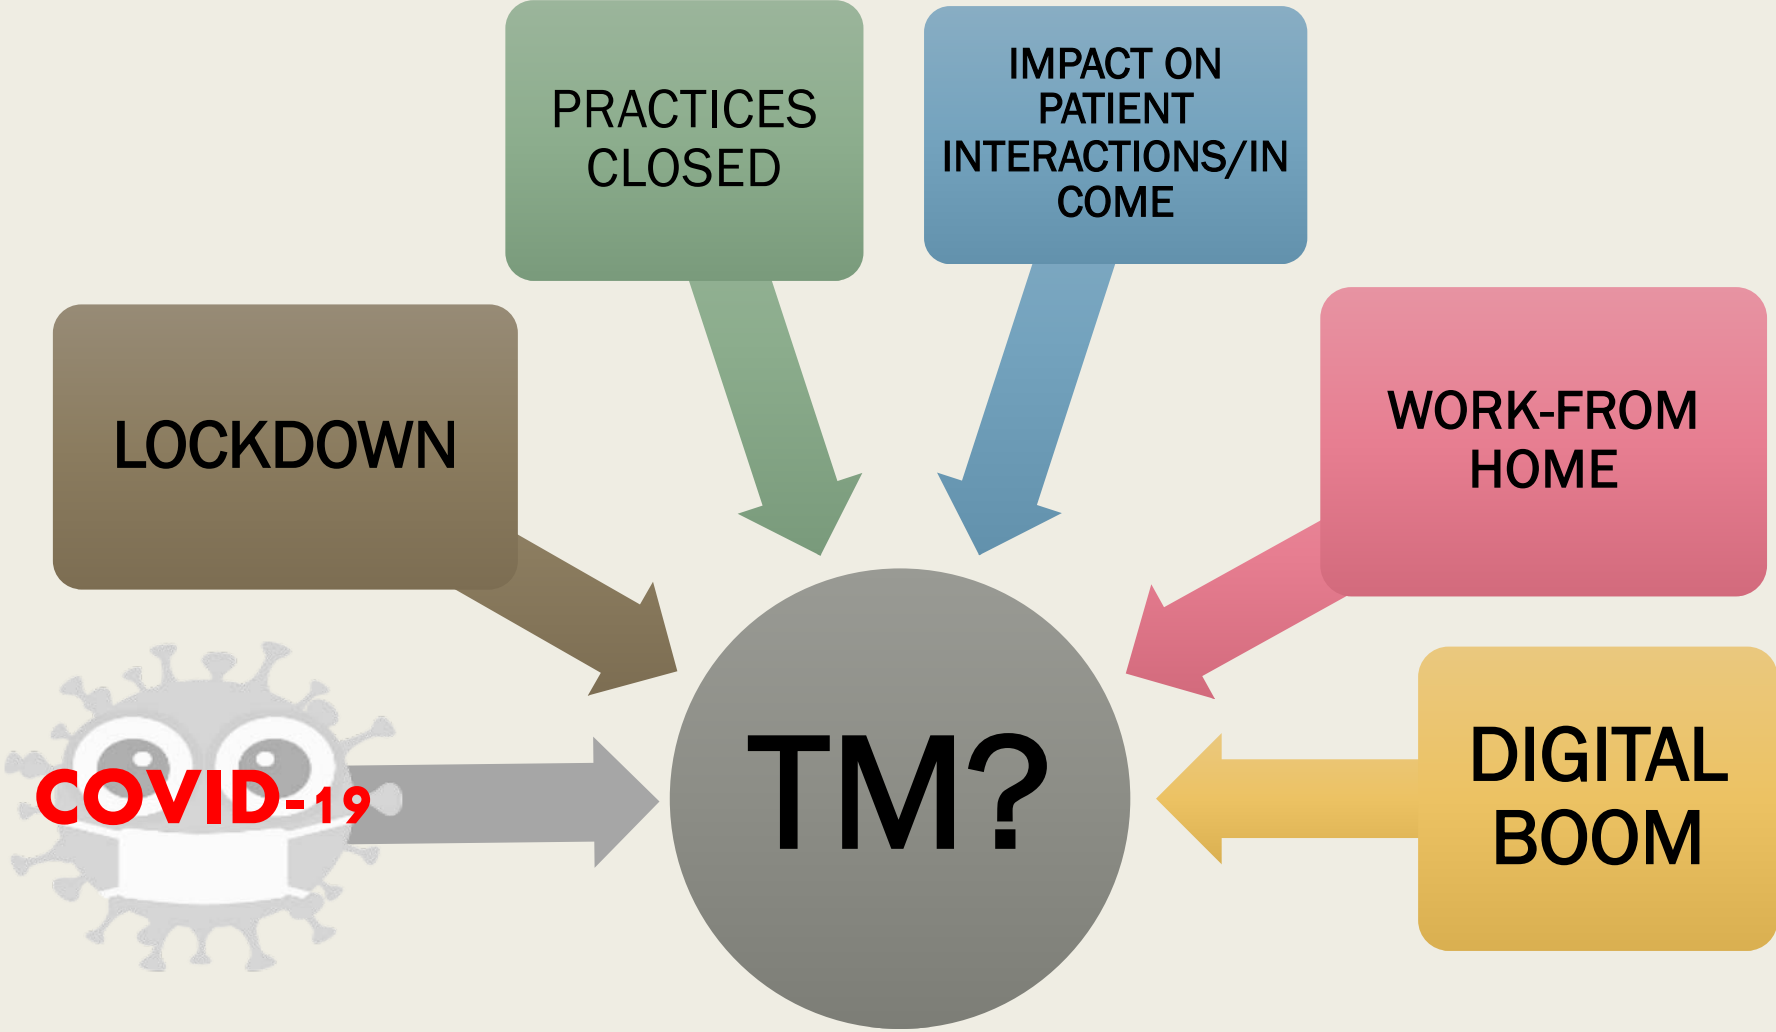 PRACTICES
CLOSED
IMPACT ON
PATIENT
INTERACTIONS/IN
COME
LOCKDOWN
WORK-FROM
HOME
COVID-19
TM?
DIGITAL
BOOM